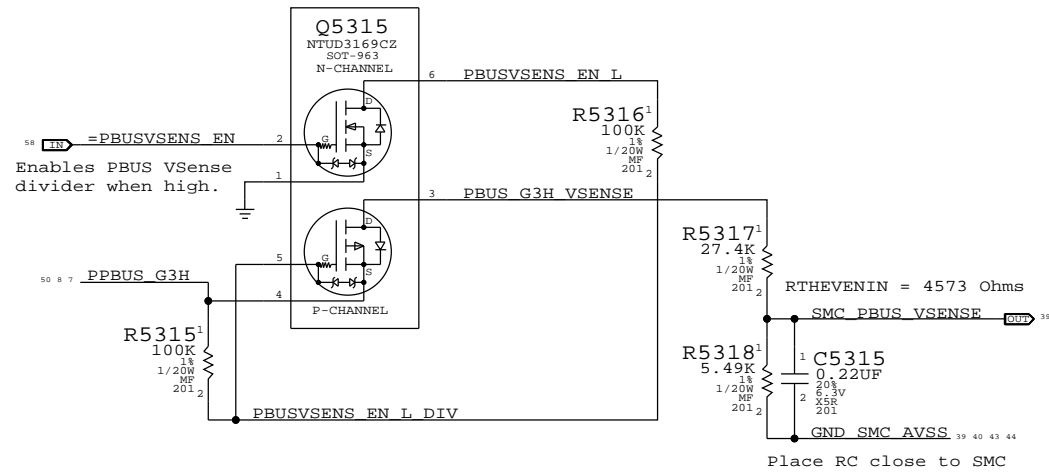 Q5315
NTUD3169CZ
SOT-963
N-CHANNEL
6 PBUSVSENS_EN_L
D
G
S
58 IN =PBUSVSENS_EN 2
Enables PBUS VSense
divider when high.
1
R5316 1
100K
1%
1/20W
MF
201 2
3 PBUS_G3H_VSENSE
D
G
S
5
50 8 7 PPBUS_G3H
4
P-CHANNEL
R5315 1
100K
1%
1/20W
MF
201 2
PBUSVSENS_EN_L_DIV
R5317 1
27.4K
1%
1/20W
MF
201 2
RTHEVENIN = 4573 Ohms
SMC_PBUS_VSENSE OUT 39
R5318 1
5.49K
1%
1/20W
MF
201 2
1 C5315
0.22UF
20%
6.3V
2 X5R
201
GND_SMC_AVSS 39 40 43 44
Place RC close to SMC